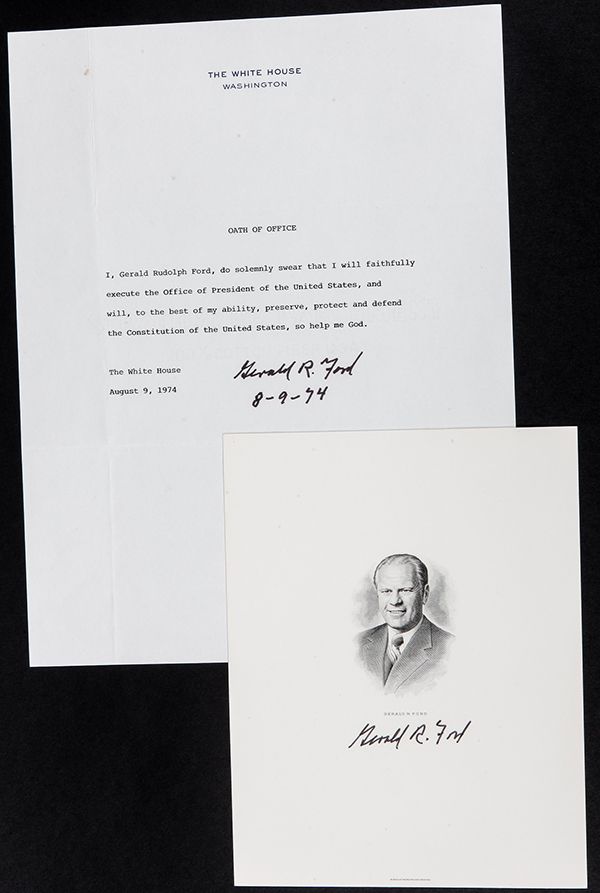 THE WHITE HOUSE
WASHINGTON
OATH OF OFFICE
I, Gerald Rudolph Ford, do solemnly swear that I will faithfully
execute the Office of President of the United States, and
will, to the best of my ability, preserve, protect and defend
the Constitution of the United States, so help me God.
The White House
August 9, 1974
Gerald R. Ford
8-9-74
GERALD R. FORD
Gerald R. Ford